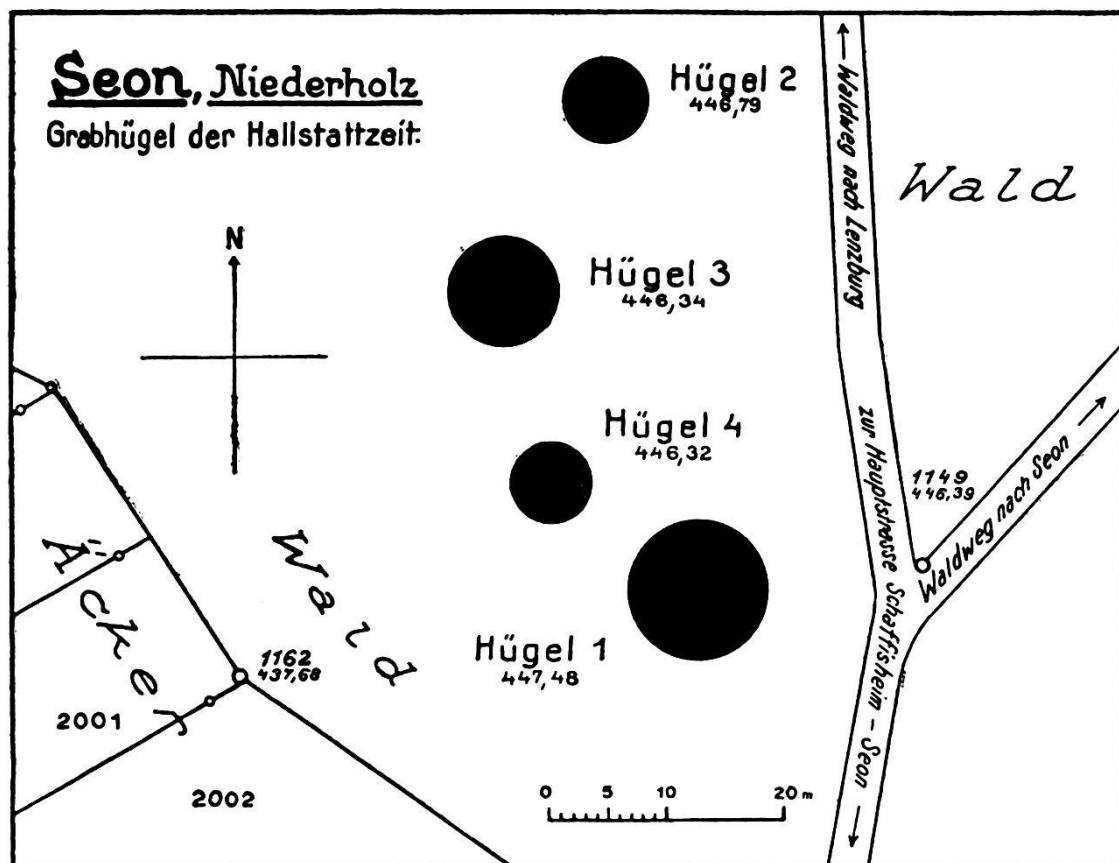 Seon, Niederholz
Grabhügel der Hallstattzeit.
Hügel 2
446,79
Wald
N
Hügel 3
446,34
Waldweg nach Lenzburg
Hügel 4
446,32
zur Hauptstrasse Schaffisheim - Seon
1149
446,39
Waldweg nach Seon
Äcker
Wald
1162
437,68
Hügel 1
447,48
2001
2002
0 5 10 20 m